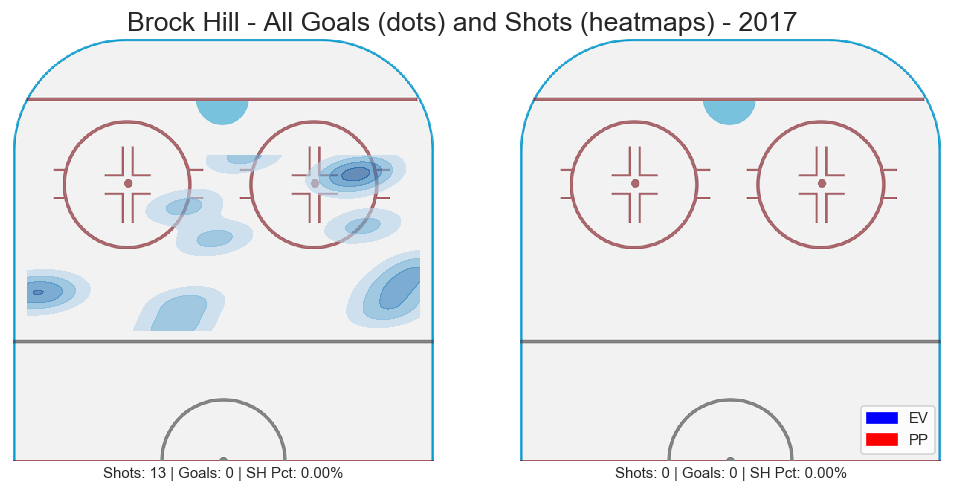 Brock Hill - All Goals (dots) and Shots (heatmaps) - 2017
EV
PP
Shots: 13 | Goals: 0 | SH Pct: 0.00%
Shots: 0 | Goals: 0 | SH Pct: 0.00%